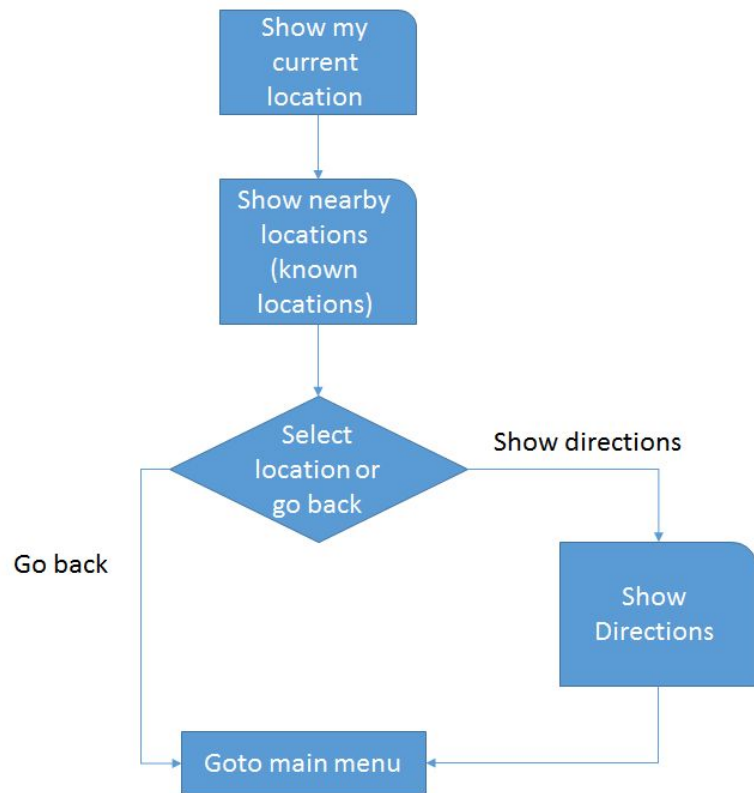 Show my
current
location
Show nearby
locations
(known
locations)
Select
location or
go back
Show directions
Go back
Show
Directions
Goto main menu